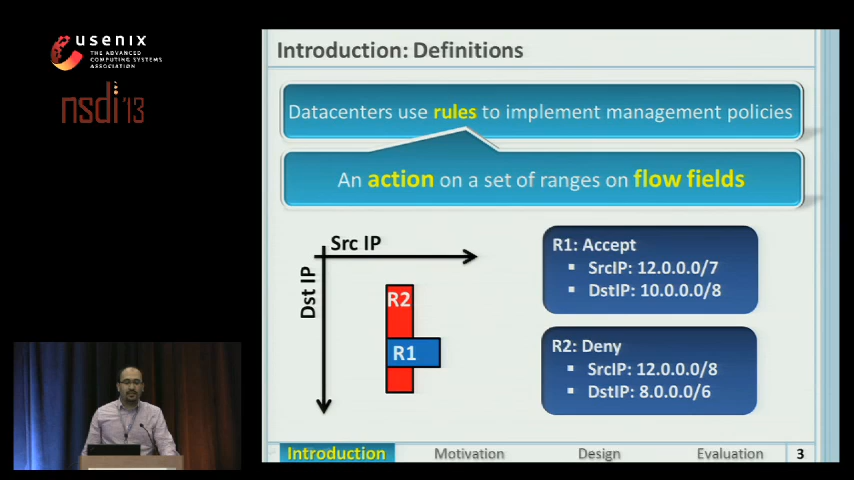 usenix
THE ADVANCED
COMPUTING SYSTEMS
ASSOCIATION
nsdi'13
Introduction: Definitions
Datacenters use rules to implement management policies
An action on a set of ranges on flow fields
Src IP
Dst IP
R2
R1
R1: Accept
▪ SrcIP: 12.0.0.0/7
▪ DstIP: 10.0.0.0/8
R2: Deny
▪ SrcIP: 12.0.0.0/8
▪ DstIP: 8.0.0.0/6
Introduction Motivation Design Evaluation 3